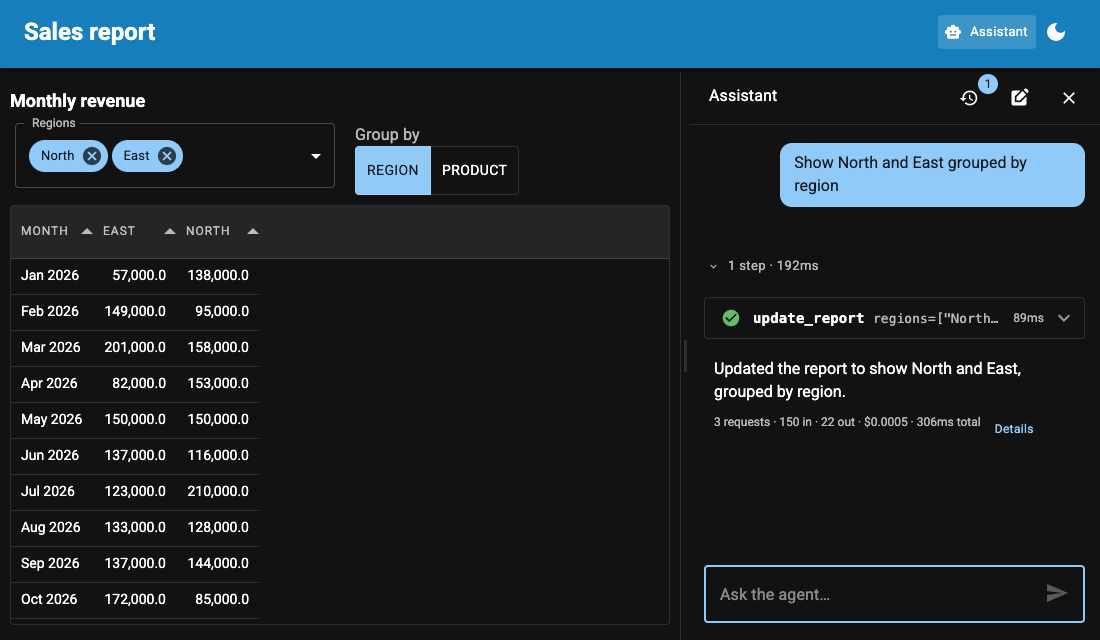 Sales report
Assistant
Monthly revenue
Regions
North
East
Group by
REGION
PRODUCT
MONTH EAST NORTH
Jan 2026 57,000.0 138,000.0
Feb 2026 149,000.0 95,000.0
Mar 2026 201,000.0 158,000.0
Apr 2026 82,000.0 153,000.0
May 2026 150,000.0 150,000.0
Jun 2026 137,000.0 116,000.0
Jul 2026 123,000.0 210,000.0
Aug 2026 133,000.0 128,000.0
Sep 2026 137,000.0 144,000.0
Oct 2026 172,000.0 85,000.0
Assistant
1
Show North and East grouped by
region
1 step · 192ms
update_report regions=["North… 89ms
Updated the report to show North and East,
grouped by region.
3 requests · 150 in · 22 out · $0.0005 · 306ms total
Details
Ask the agent…